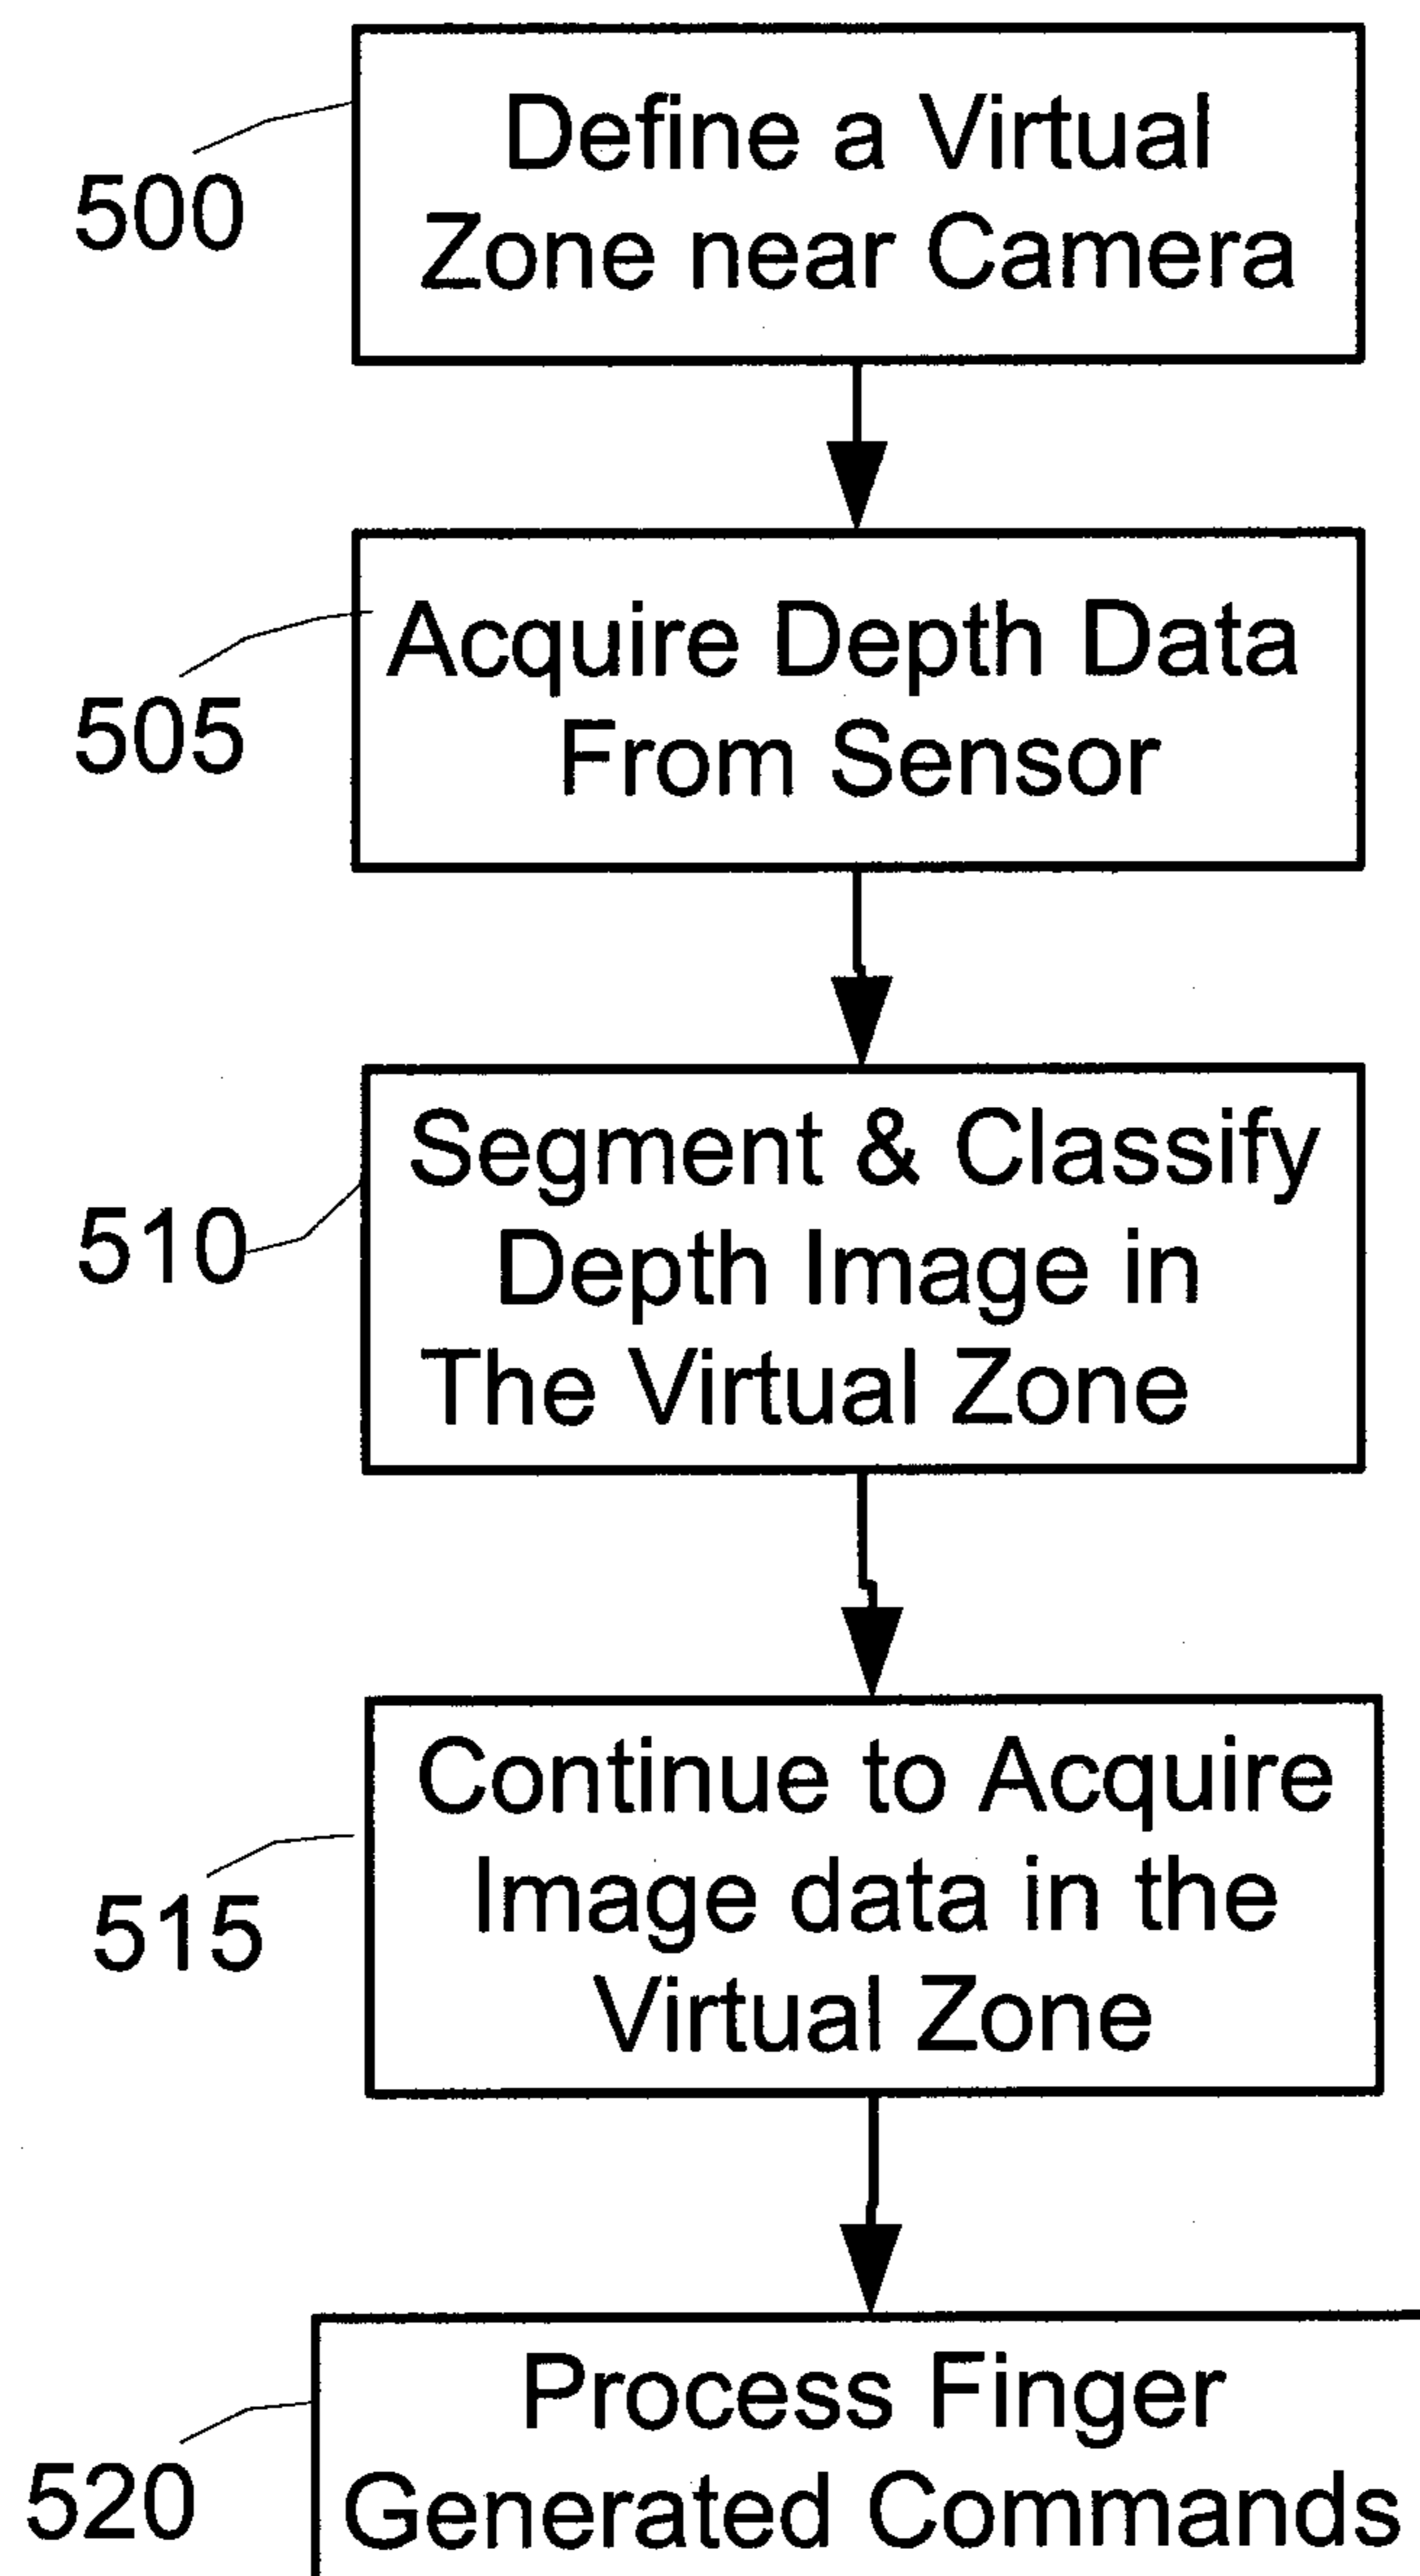 Define a Virtual
Zone near Camera
500
Acquire Depth Data
From Sensor
505
Segment & Classify
Depth Image in
The Virtual Zone
510
Continue to Acquire
Image data in the
Virtual Zone
515
Process Finger
Generated Commands
520